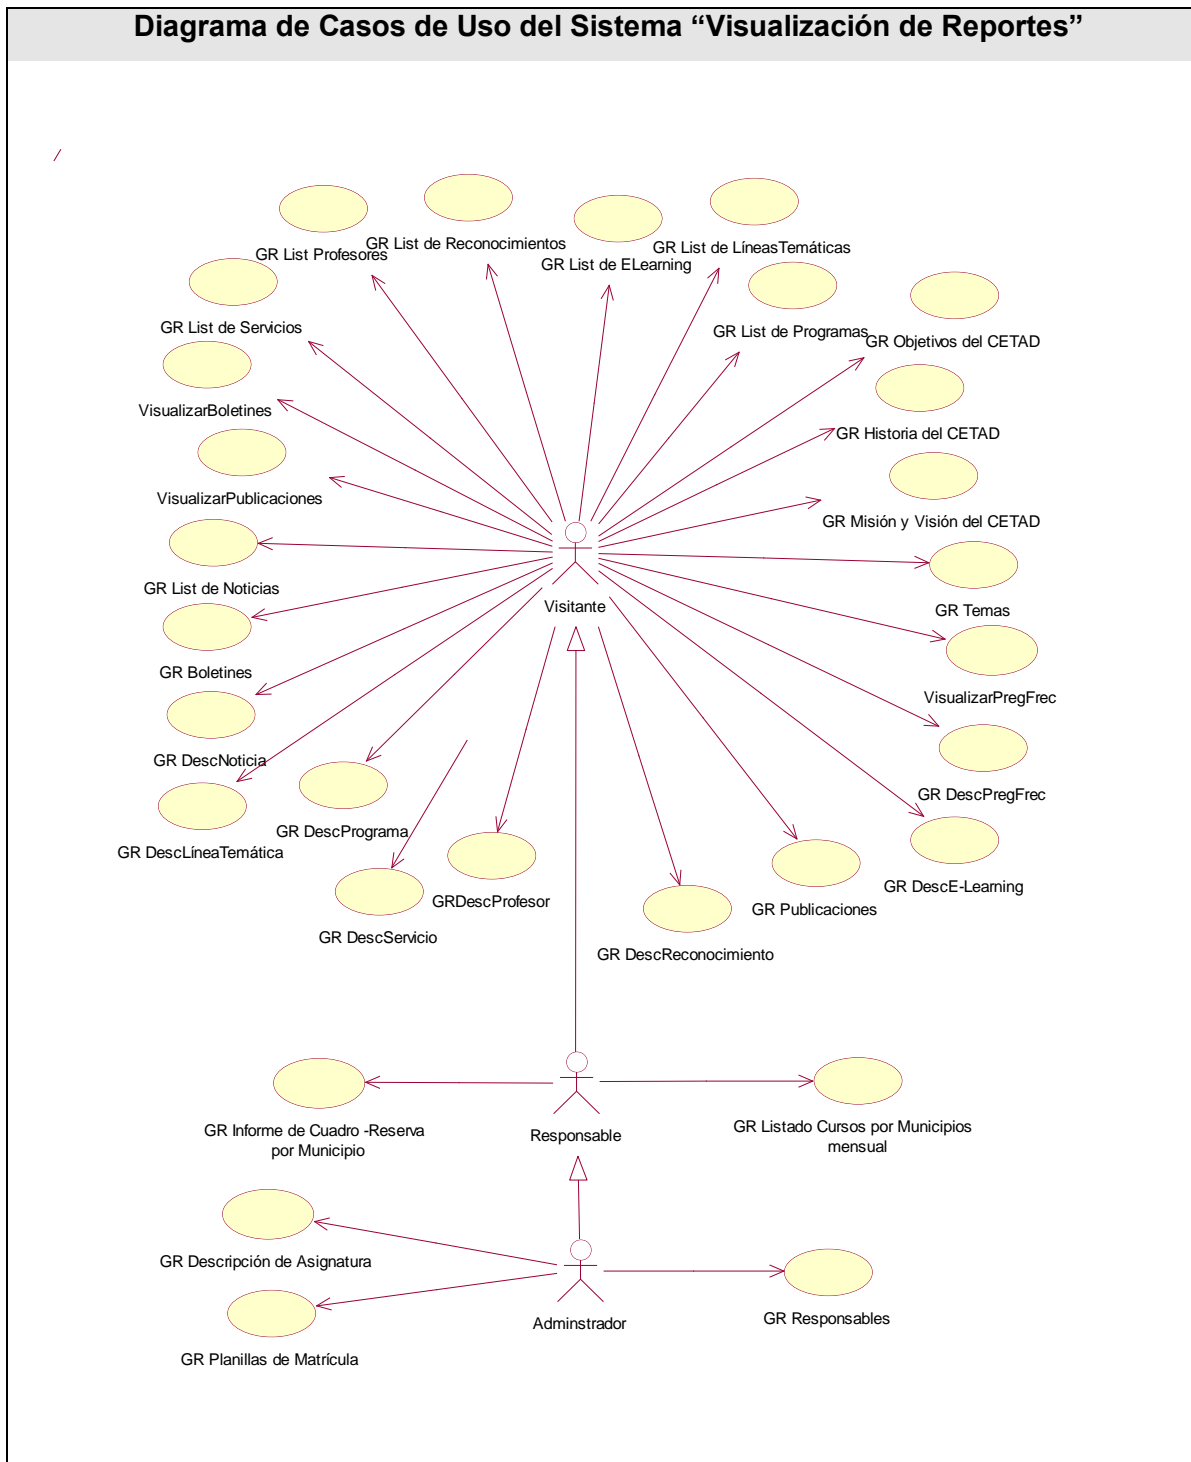 Diagrama de Casos de Uso del Sistema “Visualización de Reportes”
GR List Profesores
GR List de Reconocimientos
GR List de ELearning
GR List de LíneasTemáticas
GR List de Servicios
GR List de Programas
GR Objetivos del CETAD
VisualizarBoletines
GR Historia del CETAD
VisualizarPublicaciones
GR Misión y Visión del CETAD
GR List de Noticias
Visitante
GR Temas
GR Boletines
VisualizarPregFrec
GR DescNoticia
GR DescPregFrec
GR DescLíneaTemática
GR DescPrograma
GRDescProfesor
GR DescE-Learning
GR Publicaciones
GR DescServicio
GR DescReconocimiento
GR Informe de Cuadro -Reserva
por Municipio
Responsable
GR Listado Cursos por Municipios
mensual
GR Descripción de Asignatura
Adminstrador
GR Responsables
GR Planillas de Matrícula